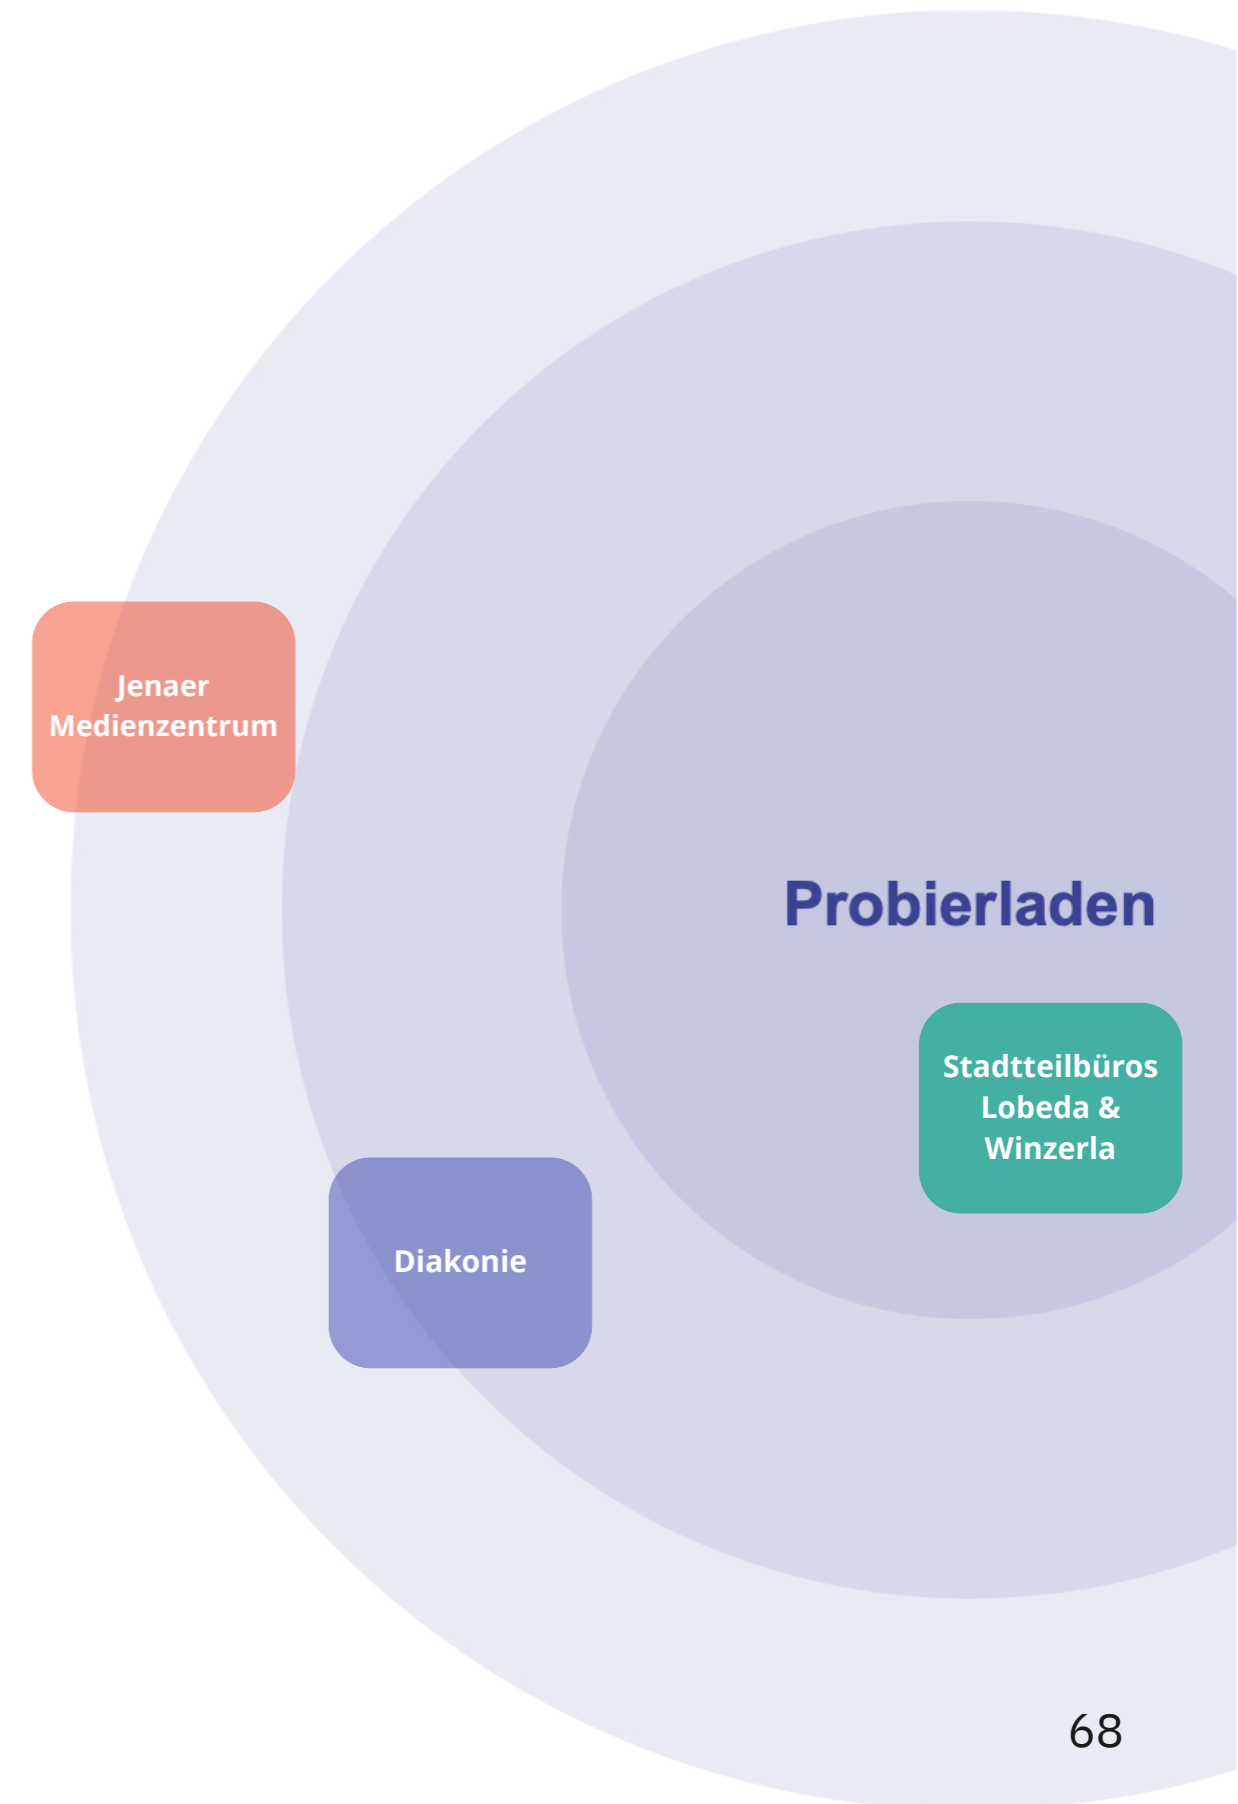 Jenaer
Medienzentrum
Probierladen
Stadtteilbüros
Lobeda &
Winzerla
Diakonie
68